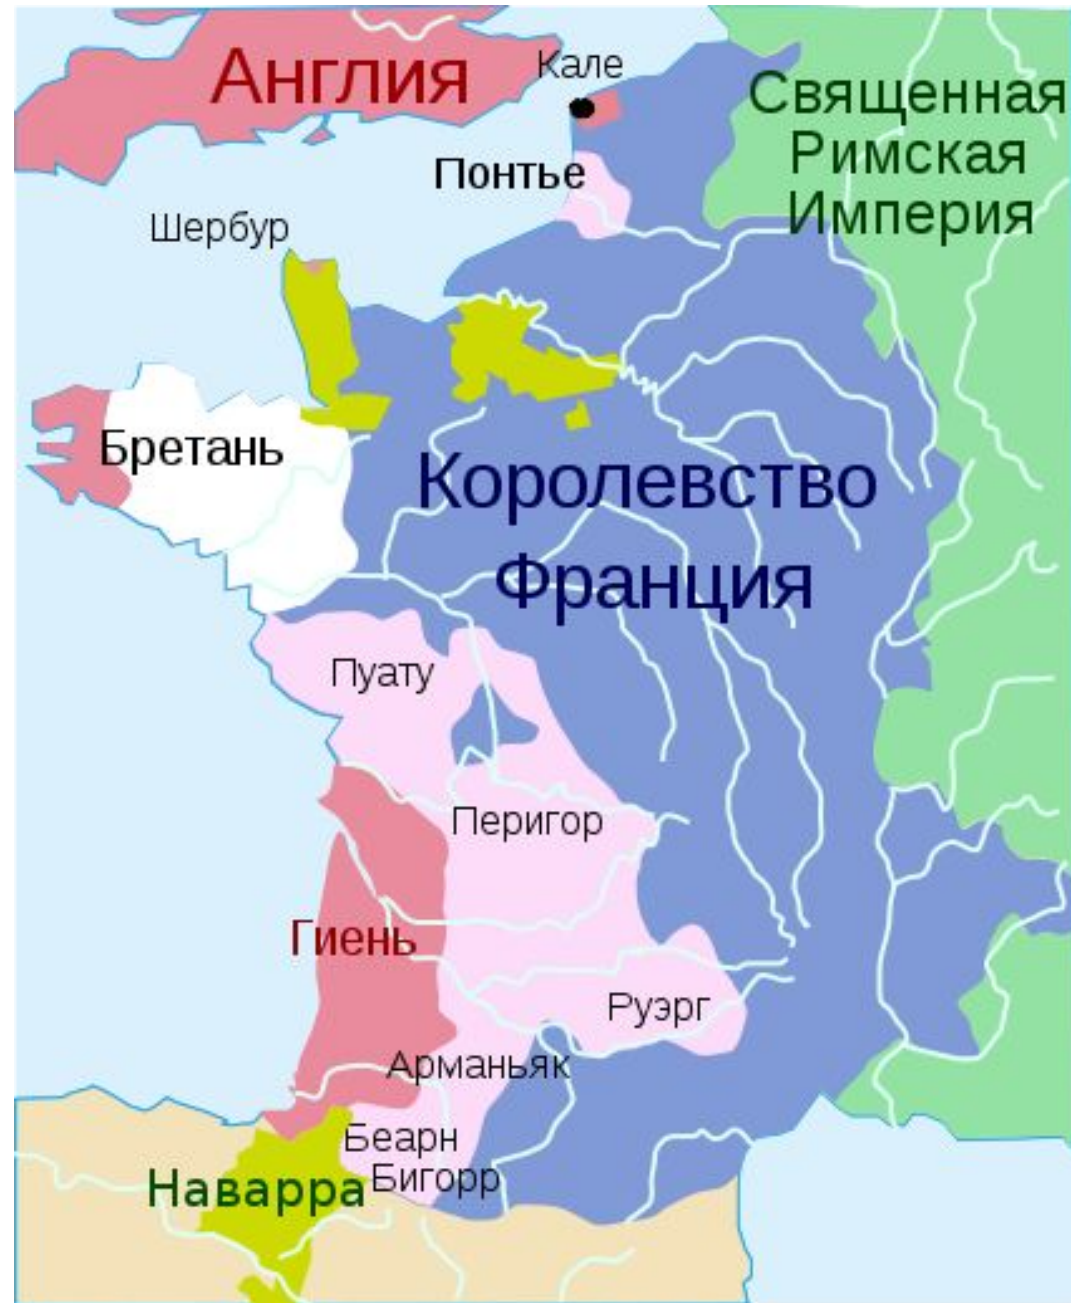 Англия
Кале
Священная
Римская
Империя
Понтье
Шербур
Бретань
Королевство
Франция
Пуату
Перигор
Гиень
Руэрг
Арманьяк
Беарн
Наварра
Бигорр